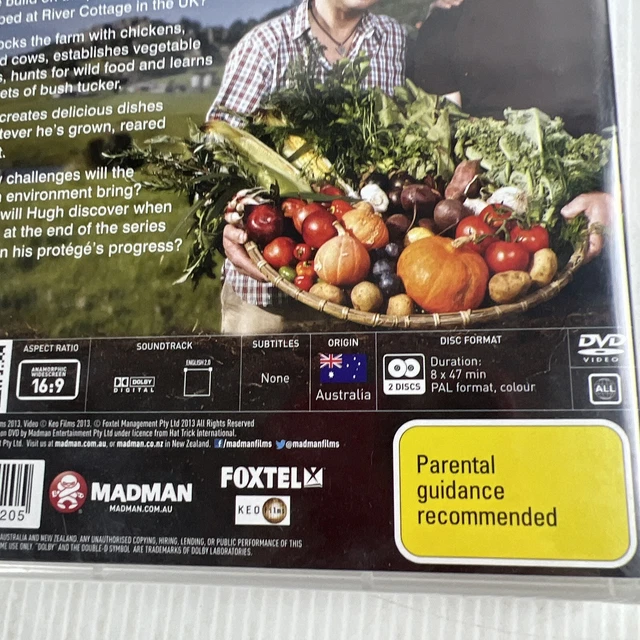 ped at River Cottage in the UK?
ocks the farm with chickens,
d cows, establishes vegetable
s, hunts for wild food and learns
ets of bush tucker.
creates delicious dishes
tever he's grown, reared
t.
y challenges will the
environment bring?
will Hugh discover when
at the end of the series
n his protégé's progress?
ASPECT RATIO
ANAMORPHIC
WIDESCREEN
16:9
SOUNDTRACK
DOLBY
DIGITAL
ENGLISH 2.0
SUBTITLES
None
ORIGIN
Australia
DISC FORMAT
2 DISCS
Duration:
8 x 47 min
PAL format, colour
DVD
VIDEO
ALL
ms 2013. Video © Keo Films 2013. © Foxtel Management Pty Ltd 2013 All Rights Reserved
on DVD by Madman Entertainment Pty Ltd under licence from Hat Trick International.
t Pty Ltd. Visit us at madman.com.au, or madman.co.nz in New Zealand. f/madmanfilms @madmanfilms
205
MADMAN
MADMAN.COM.AU
FOXTEL
KEO films
Parental
guidance
recommended
AUSTRALIA AND NEW ZEALAND. ANY UNAUTHORISED COPYING, HIRING, LENDING, OR PUBLIC PERFORMANCE OF THIS
ME USE ONLY. "DOLBY" AND THE DOUBLE-D SYMBOL ARE TRADEMARKS OF DOLBY LABORATORIES.